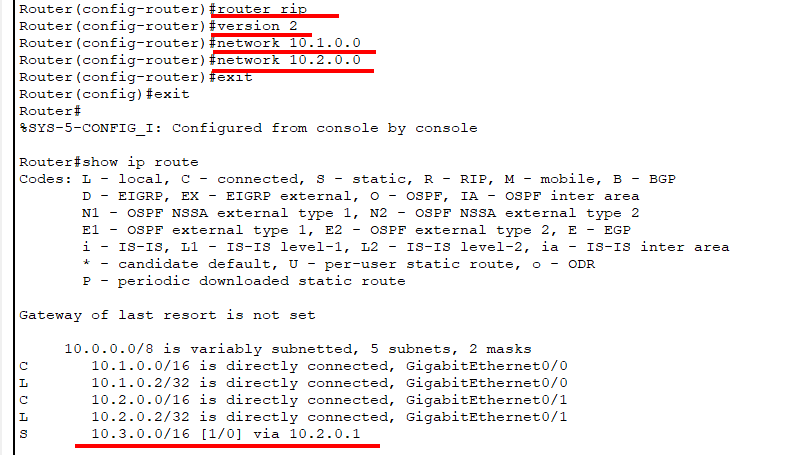 Router(config-router)#router rip
Router(config-router)#version 2
Router(config-router)#network 10.1.0.0
Router(config-router)#network 10.2.0.0
Router(config-router)#exit
Router(config)#exit
Router#
%SYS-5-CONFIG_I: Configured from console by console
Router#show ip route
Codes: L - local, C - connected, S - static, R - RIP, M - mobile, B - BGP
D - EIGRP, EX - EIGRP external, O - OSPF, IA - OSPF inter area
N1 - OSPF NSSA external type 1, N2 - OSPF NSSA external type 2
E1 - OSPF external type 1, E2 - OSPF external type 2, E - EGP
i - IS-IS, L1 - IS-IS level-1, L2 - IS-IS level-2, ia - IS-IS inter area
* - candidate default, U - per-user static route, o - ODR
P - periodic downloaded static route
Gateway of last resort is not set
10.0.0.0/8 is variably subnetted, 5 subnets, 2 masks
C 10.1.0.0/16 is directly connected, GigabitEthernet0/0
L 10.1.0.2/32 is directly connected, GigabitEthernet0/0
C 10.2.0.0/16 is directly connected, GigabitEthernet0/1
L 10.2.0.2/32 is directly connected, GigabitEthernet0/1
S 10.3.0.0/16 [1/0] via 10.2.0.1